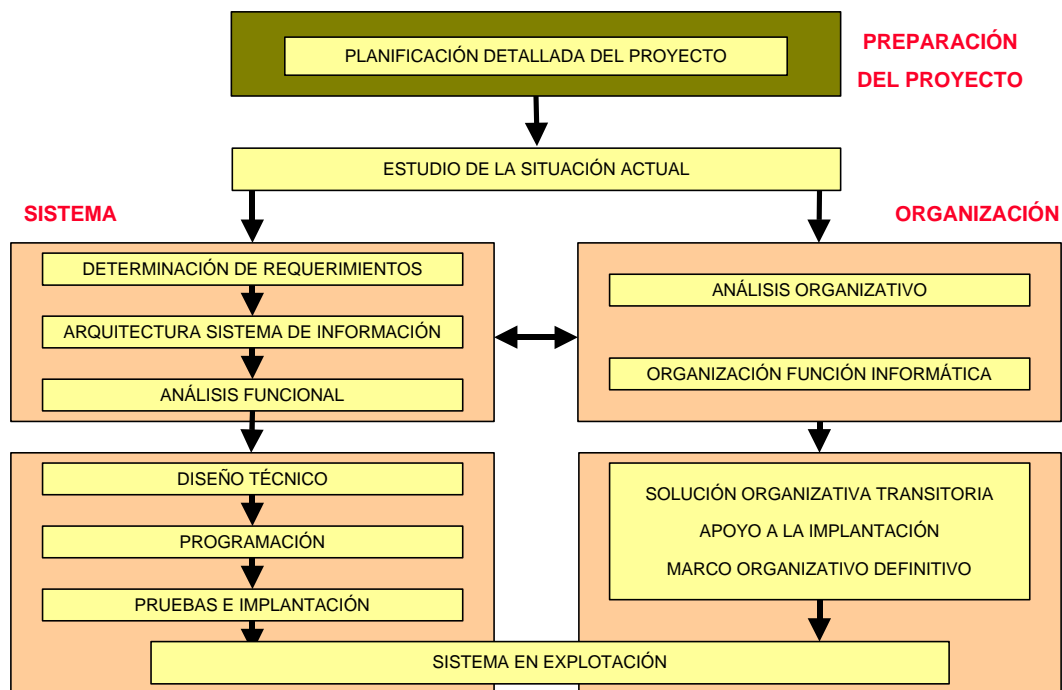 PLANIFICACIÓN DETALLADA DEL PROYECTO
PREPARACIÓN
DEL PROYECTO
ESTUDIO DE LA SITUACIÓN ACTUAL
SISTEMA
ORGANIZACIÓN
DETERMINACIÓN DE REQUERIMIENTOS
ARQUITECTURA SISTEMA DE INFORMACIÓN
ANÁLISIS FUNCIONAL
ANÁLISIS ORGANIZATIVO
ORGANIZACIÓN FUNCIÓN INFORMÁTICA
DISEÑO TÉCNICO
PROGRAMACIÓN
PRUEBAS E IMPLANTACIÓN
SOLUCIÓN ORGANIZATIVA TRANSITORIA
APOYO A LA IMPLANTACIÓN
MARCO ORGANIZATIVO DEFINITIVO
SISTEMA EN EXPLOTACIÓN